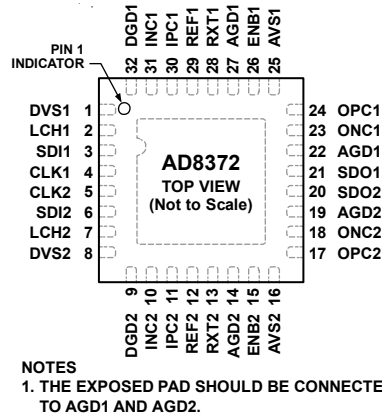 32 DGD1
31 INC1
30 IPC1
29 REF1
28 RXT1
27 AGD1
26 ENB1
25 AVS1
PIN 1
INDICATOR
DVS1 1
LCH1 2
SDI1 3
CLK1 4
CLK2 5
SDI2 6
LCH2 7
DVS2 8
AD8372
TOP VIEW
(Not to Scale)
24 OPC1
23 ONC1
22 AGD1
21 SDO1
20 SDO2
19 AGD2
18 ONC2
17 OPC2
DGD2 9
INC2 10
IPC2 11
REF2 12
RXT2 13
AGD2 14
ENB2 15
AVS2 16
NOTES
1. THE EXPOSED PAD SHOULD BE CONNECTE
TO AGD1 AND AGD2.